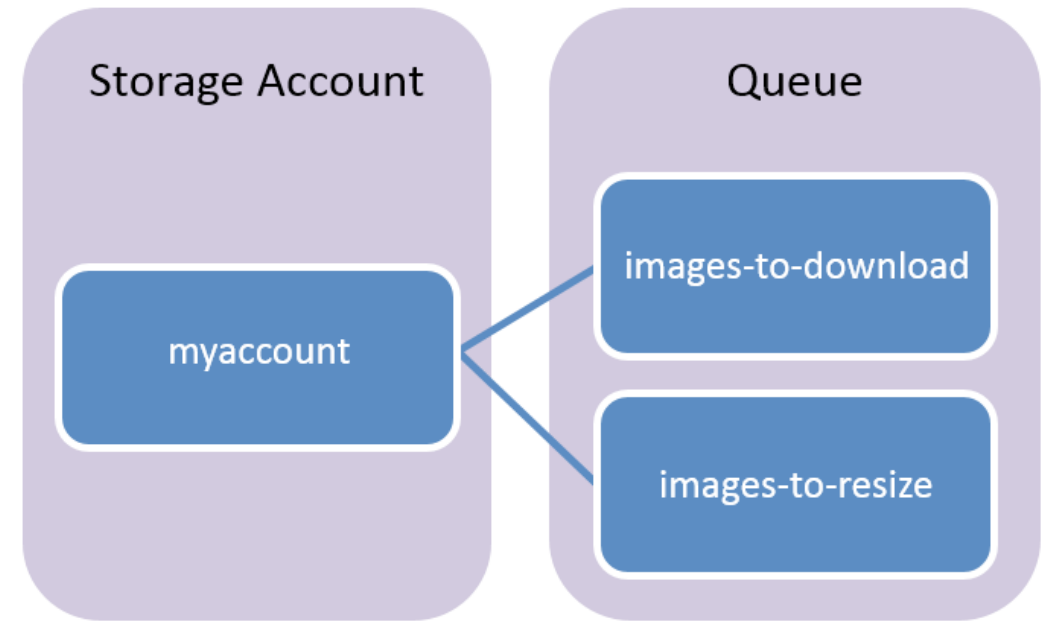 Storage Account
myaccount
Queue
images-to-download
images-to-resize